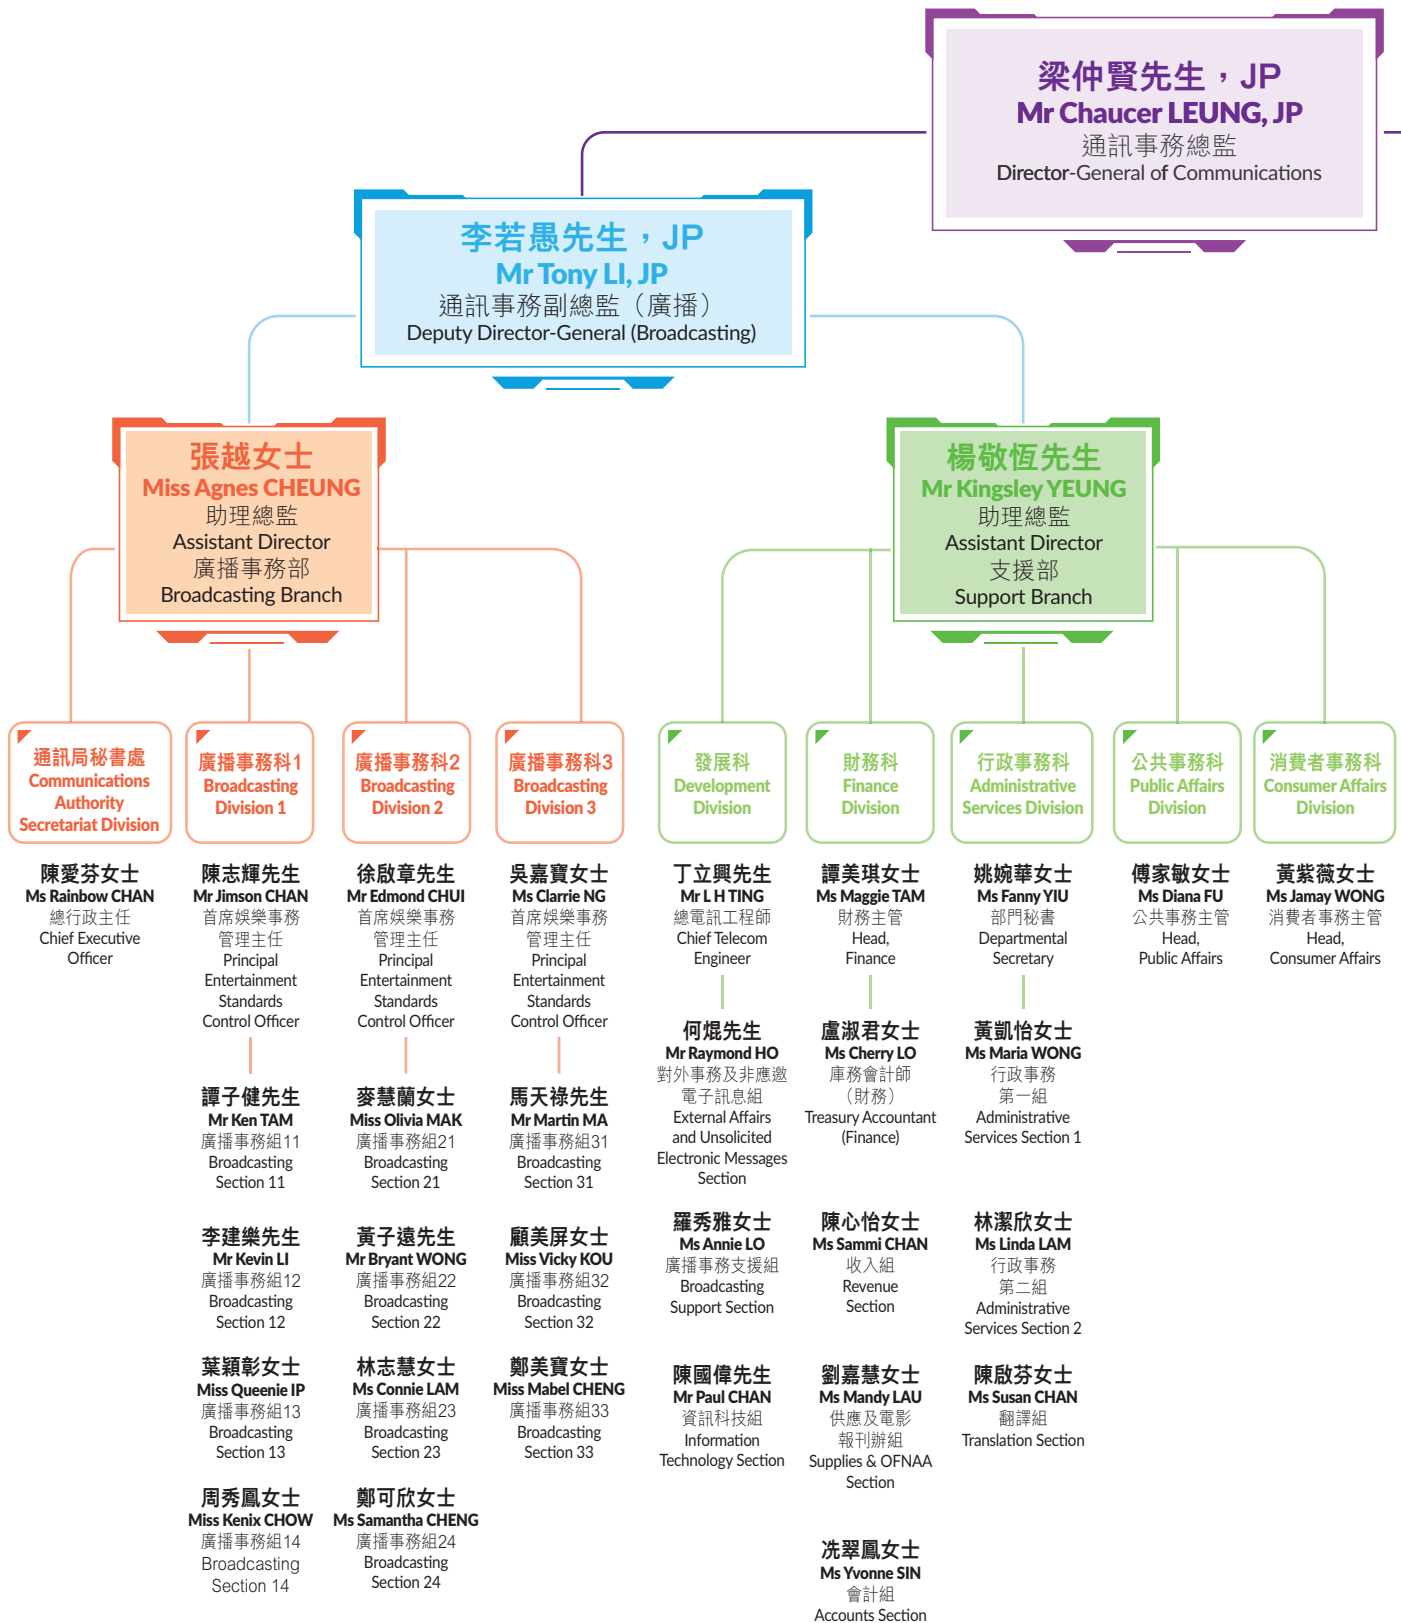 梁仲賢先生，JP
Mr Chaucer LEUNG, JP
通訊事務總監
Director-General of Communications
李若愚先生，JP
Mr Tony LI, JP
通訊事務副總監（廣播）
Deputy Director-General (Broadcasting)
張越女士
Miss Agnes CHEUNG
助理總監
Assistant Director
廣播事務部
Broadcasting Branch
楊敬恆先生
Mr Kingsley YEUNG
助理總監
Assistant Director
支援部
Support Branch
通訊局秘書處
Communications
Authority
Secretariat Division
陳愛芬女士
Ms Rainbow CHAN
總行政主任
Chief Executive
Officer
廣播事務科1
Broadcasting
Division 1
陳志輝先生
Mr Jimson CHAN
首席娛樂事務
管理主任
Principal
Entertainment
Standards
Control Officer
譚子健先生
Mr Ken TAM
廣播事務組11
Broadcasting
Section 11
李建樂先生
Mr Kevin LI
廣播事務組12
Broadcasting
Section 12
葉穎彰女士
Miss Queenie IP
廣播事務組13
Broadcasting
Section 13
周秀鳳女士
Miss Kenix CHOW
廣播事務組14
Broadcasting
Section 14
廣播事務科2
Broadcasting
Division 2
徐啟章先生
Mr Edmond CHUI
首席娛樂事務
管理主任
Principal
Entertainment
Standards
Control Officer
麥慧蘭女士
Miss Olivia MAK
廣播事務組21
Broadcasting
Section 21
黃子遠先生
Mr Bryant WONG
廣播事務組22
Broadcasting
Section 22
林志慧女士
Ms Connie LAM
廣播事務組23
Broadcasting
Section 23
鄭可欣女士
Ms Samantha CHENG
廣播事務組24
Broadcasting
Section 24
廣播事務科3
Broadcasting
Division 3
吳嘉寶女士
Ms Clarrie NG
首席娛樂事務
管理主任
Principal
Entertainment
Standards
Control Officer
馬天祿先生
Mr Martin MA
廣播事務組31
Broadcasting
Section 31
顧美屏女士
Miss Vicky KOU
廣播事務組32
Broadcasting
Section 32
鄭美寶女士
Miss Mabel CHENG
廣播事務組33
Broadcasting
Section 33
發展科
Development
Division
丁立興先生
Mr L H TING
總電訊工程師
Chief Telecom
Engineer
何焜先生
Mr Raymond HO
對外事務及非應邀
電子訊息組
External Affairs
and Unsolicited
Electronic Messages
Section
羅秀雅女士
Ms Annie LO
廣播事務支援組
Broadcasting
Support Section
陳國偉先生
Mr Paul CHAN
資訊科技組
Information
Technology Section
財務科
Finance
Division
譚美琪女士
Ms Maggie TAM
財務主管
Head,
Finance
盧淑君女士
Ms Cherry LO
庫務會計師
（財務）
Treasury Accountant
(Finance)
陳心怡女士
Ms Sammi CHAN
收入組
Revenue
Section
劉嘉慧女士
Ms Mandy LAU
供應及電影
報刊辦組
Supplies & OFNAA
Section
冼翠鳳女士
Ms Yvonne SIN
會計組
Accounts Section
行政事務科
Administrative
Services Division
姚婉華女士
Ms Fanny YIU
部門秘書
Departmental
Secretary
黃凱怡女士
Ms Maria WONG
行政事務
第一組
Administrative
Services Section 1
林潔欣女士
Ms Linda LAM
行政事務
第二組
Administrative
Services Section 2
陳啟芬女士
Ms Susan CHAN
翻譯組
Translation Section
公共事務科
Public Affairs
Division
傅家敏女士
Ms Diana FU
公共事務主管
Head,
Public Affairs
消費者事務科
Consumer Affairs
Division
黃紫薇女士
Ms Jamay WONG
消費者事務主管
Head,
Consumer Affairs